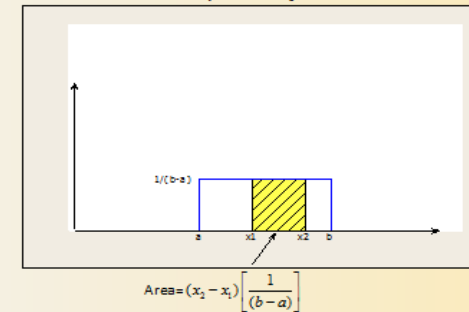 1/(b-a)
a x1 x2 b
Area=(x₂ − x₁)[1/(b − a)]